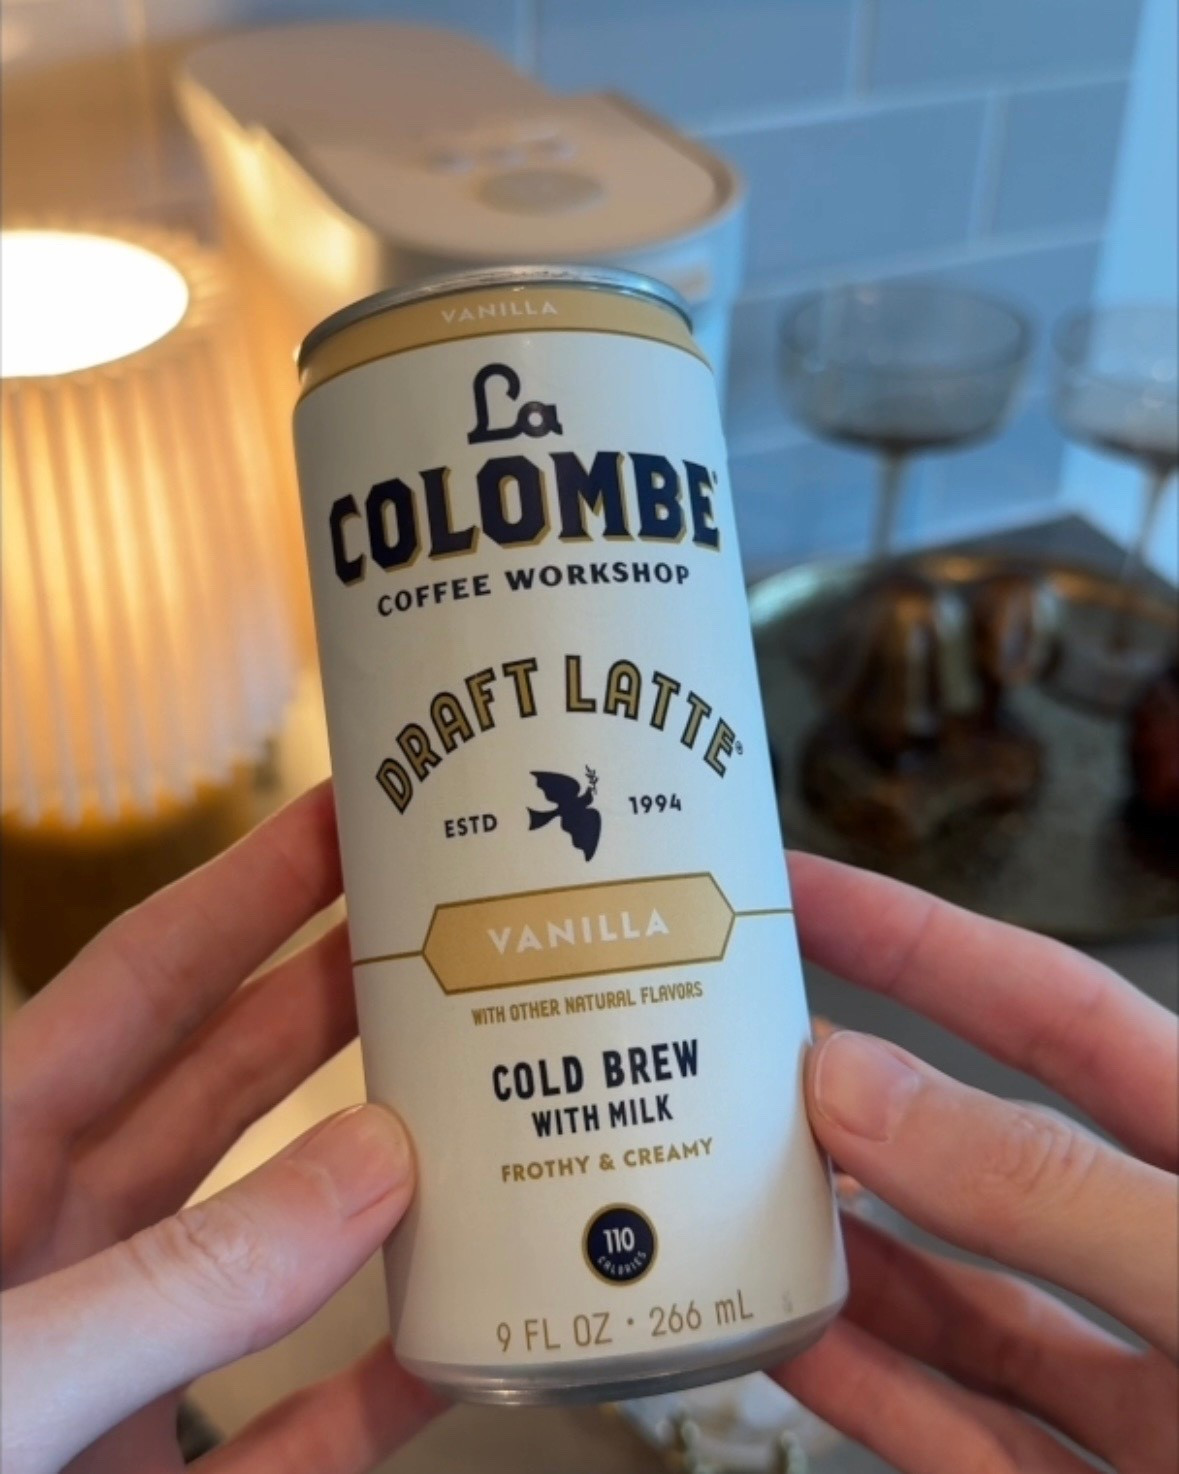 VANILLA
La
COLOMBE
COFFEE WORKSHOP
DRAFT LATTE®
ESTD 1994
VANILLA
WITH OTHER NATURAL FLAVORS
COLD BREW
WITH MILK
FROTHY & CREAMY
110
CALORIES
9 FL OZ • 266 mL